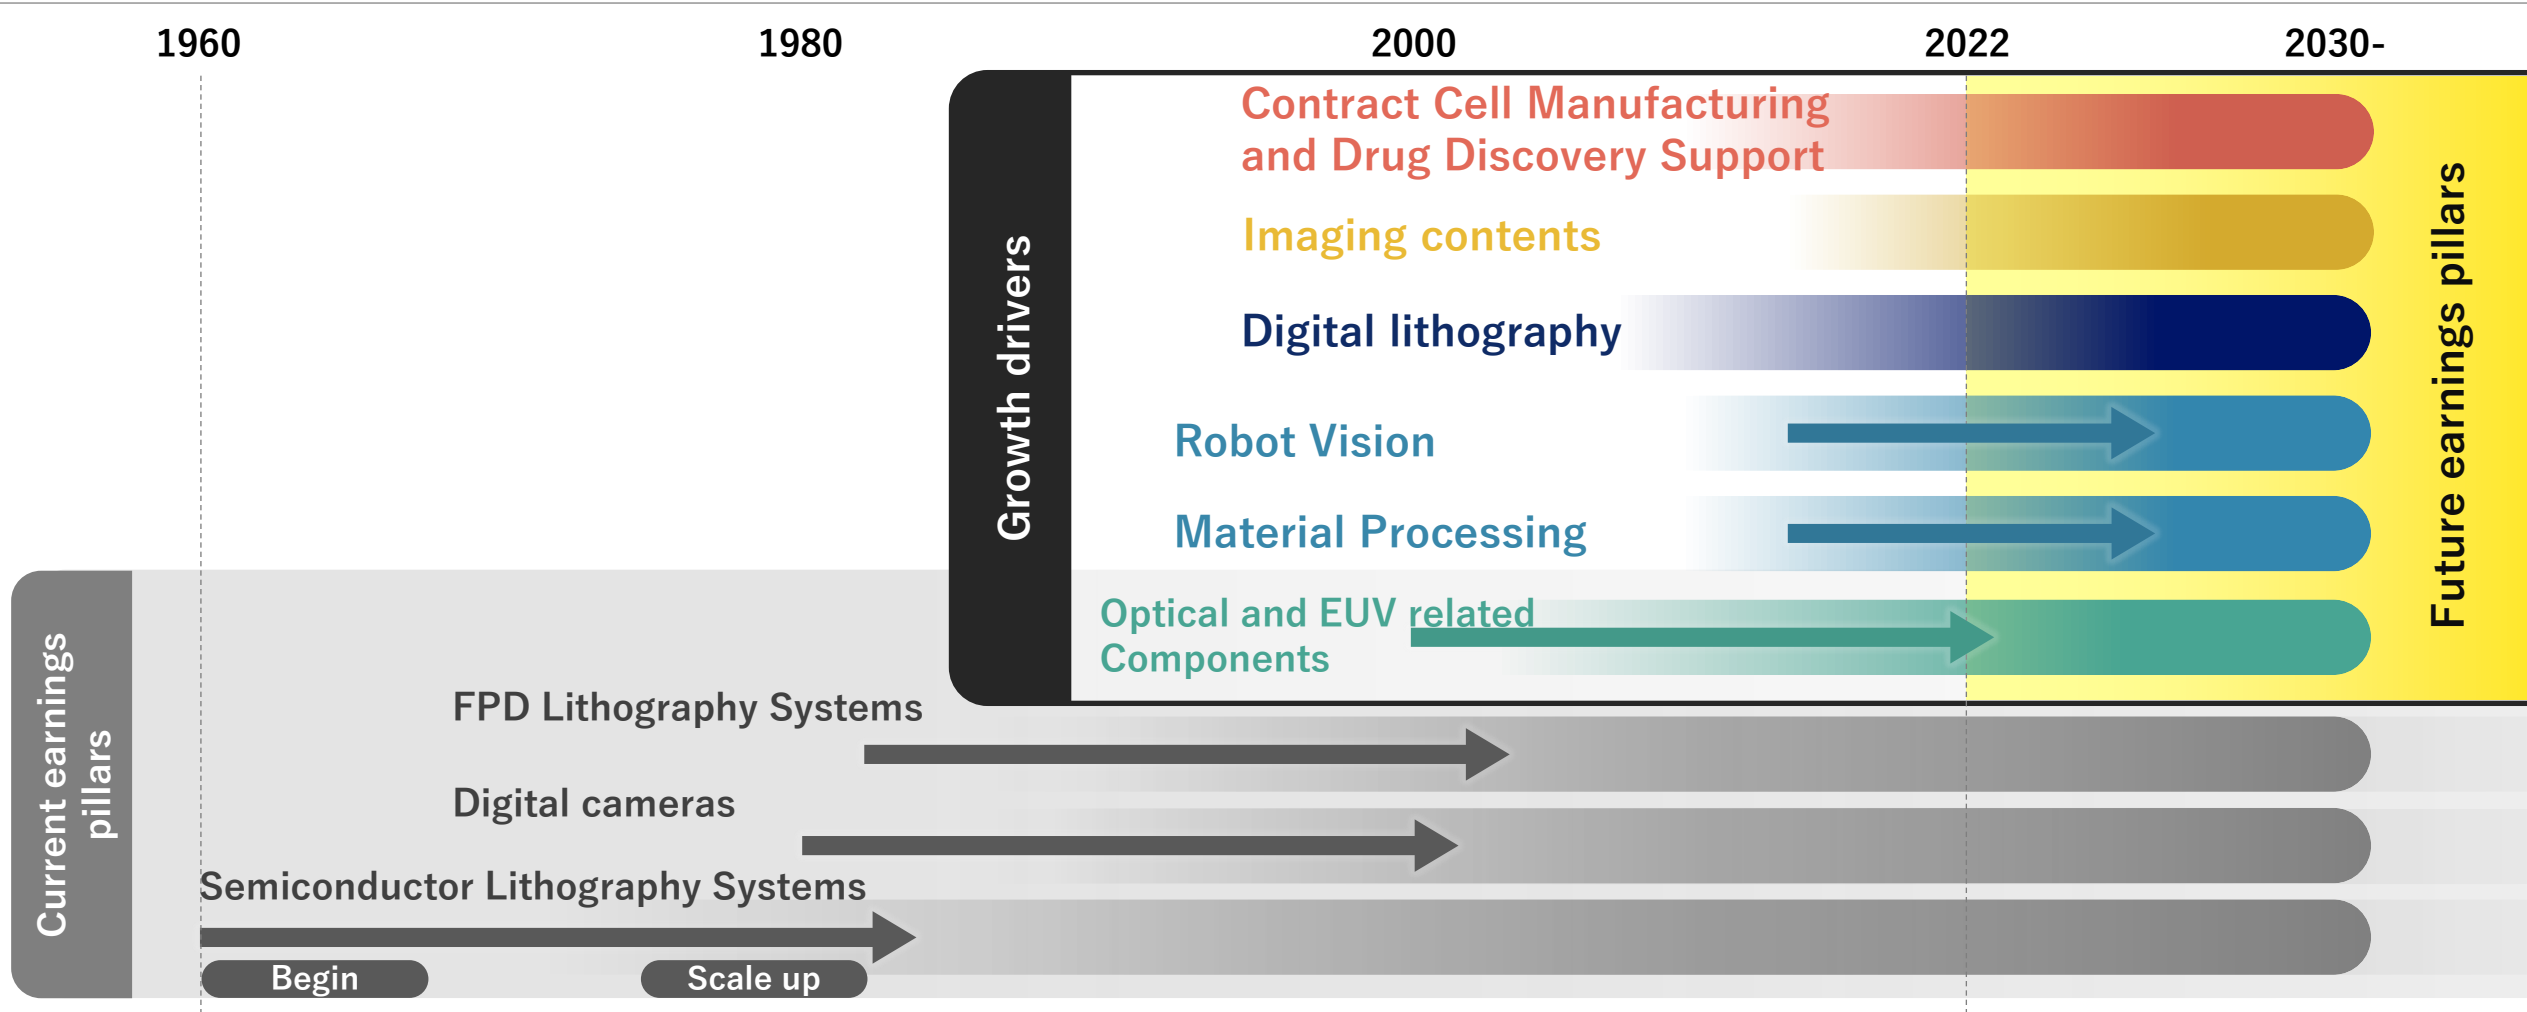 1960
1980
2000
2022
2030-
Growth drivers
Contract Cell Manufacturing
and Drug Discovery Support
Imaging contents
Digital lithography
Robot Vision
Material Processing
Optical and EUV related
Components
Future earnings pillars
Current earnings
pillars
FPD Lithography Systems
Digital cameras
Semiconductor Lithography Systems
Begin
Scale up